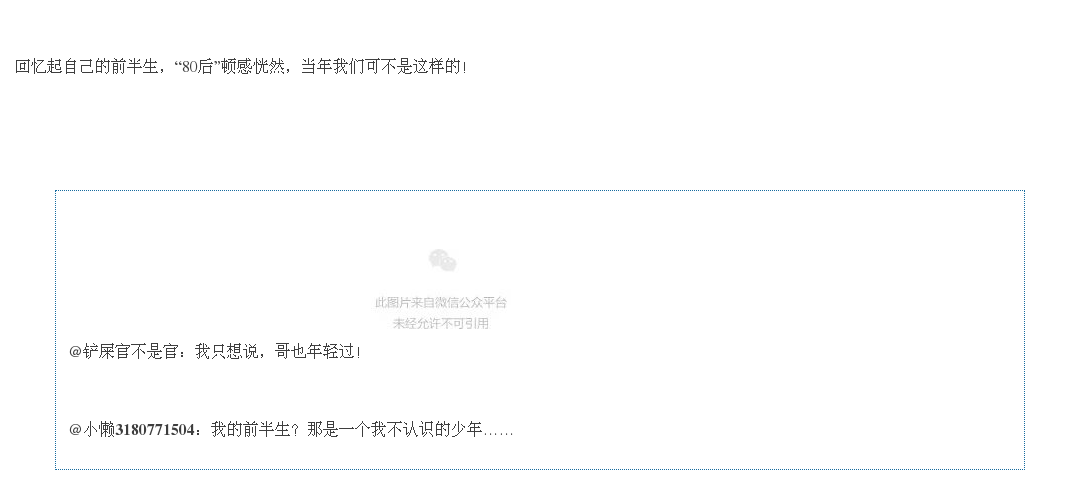 回忆起自己的前半生，“80后”顿感恍然，当年我们可不是这样的！
此图片来自微信公众平台
未经允许不可引用
@铲屎官不是官：我只想说，哥也年轻过！
@小懒3180771504：我的前半生？那是一个我不认识的少年……